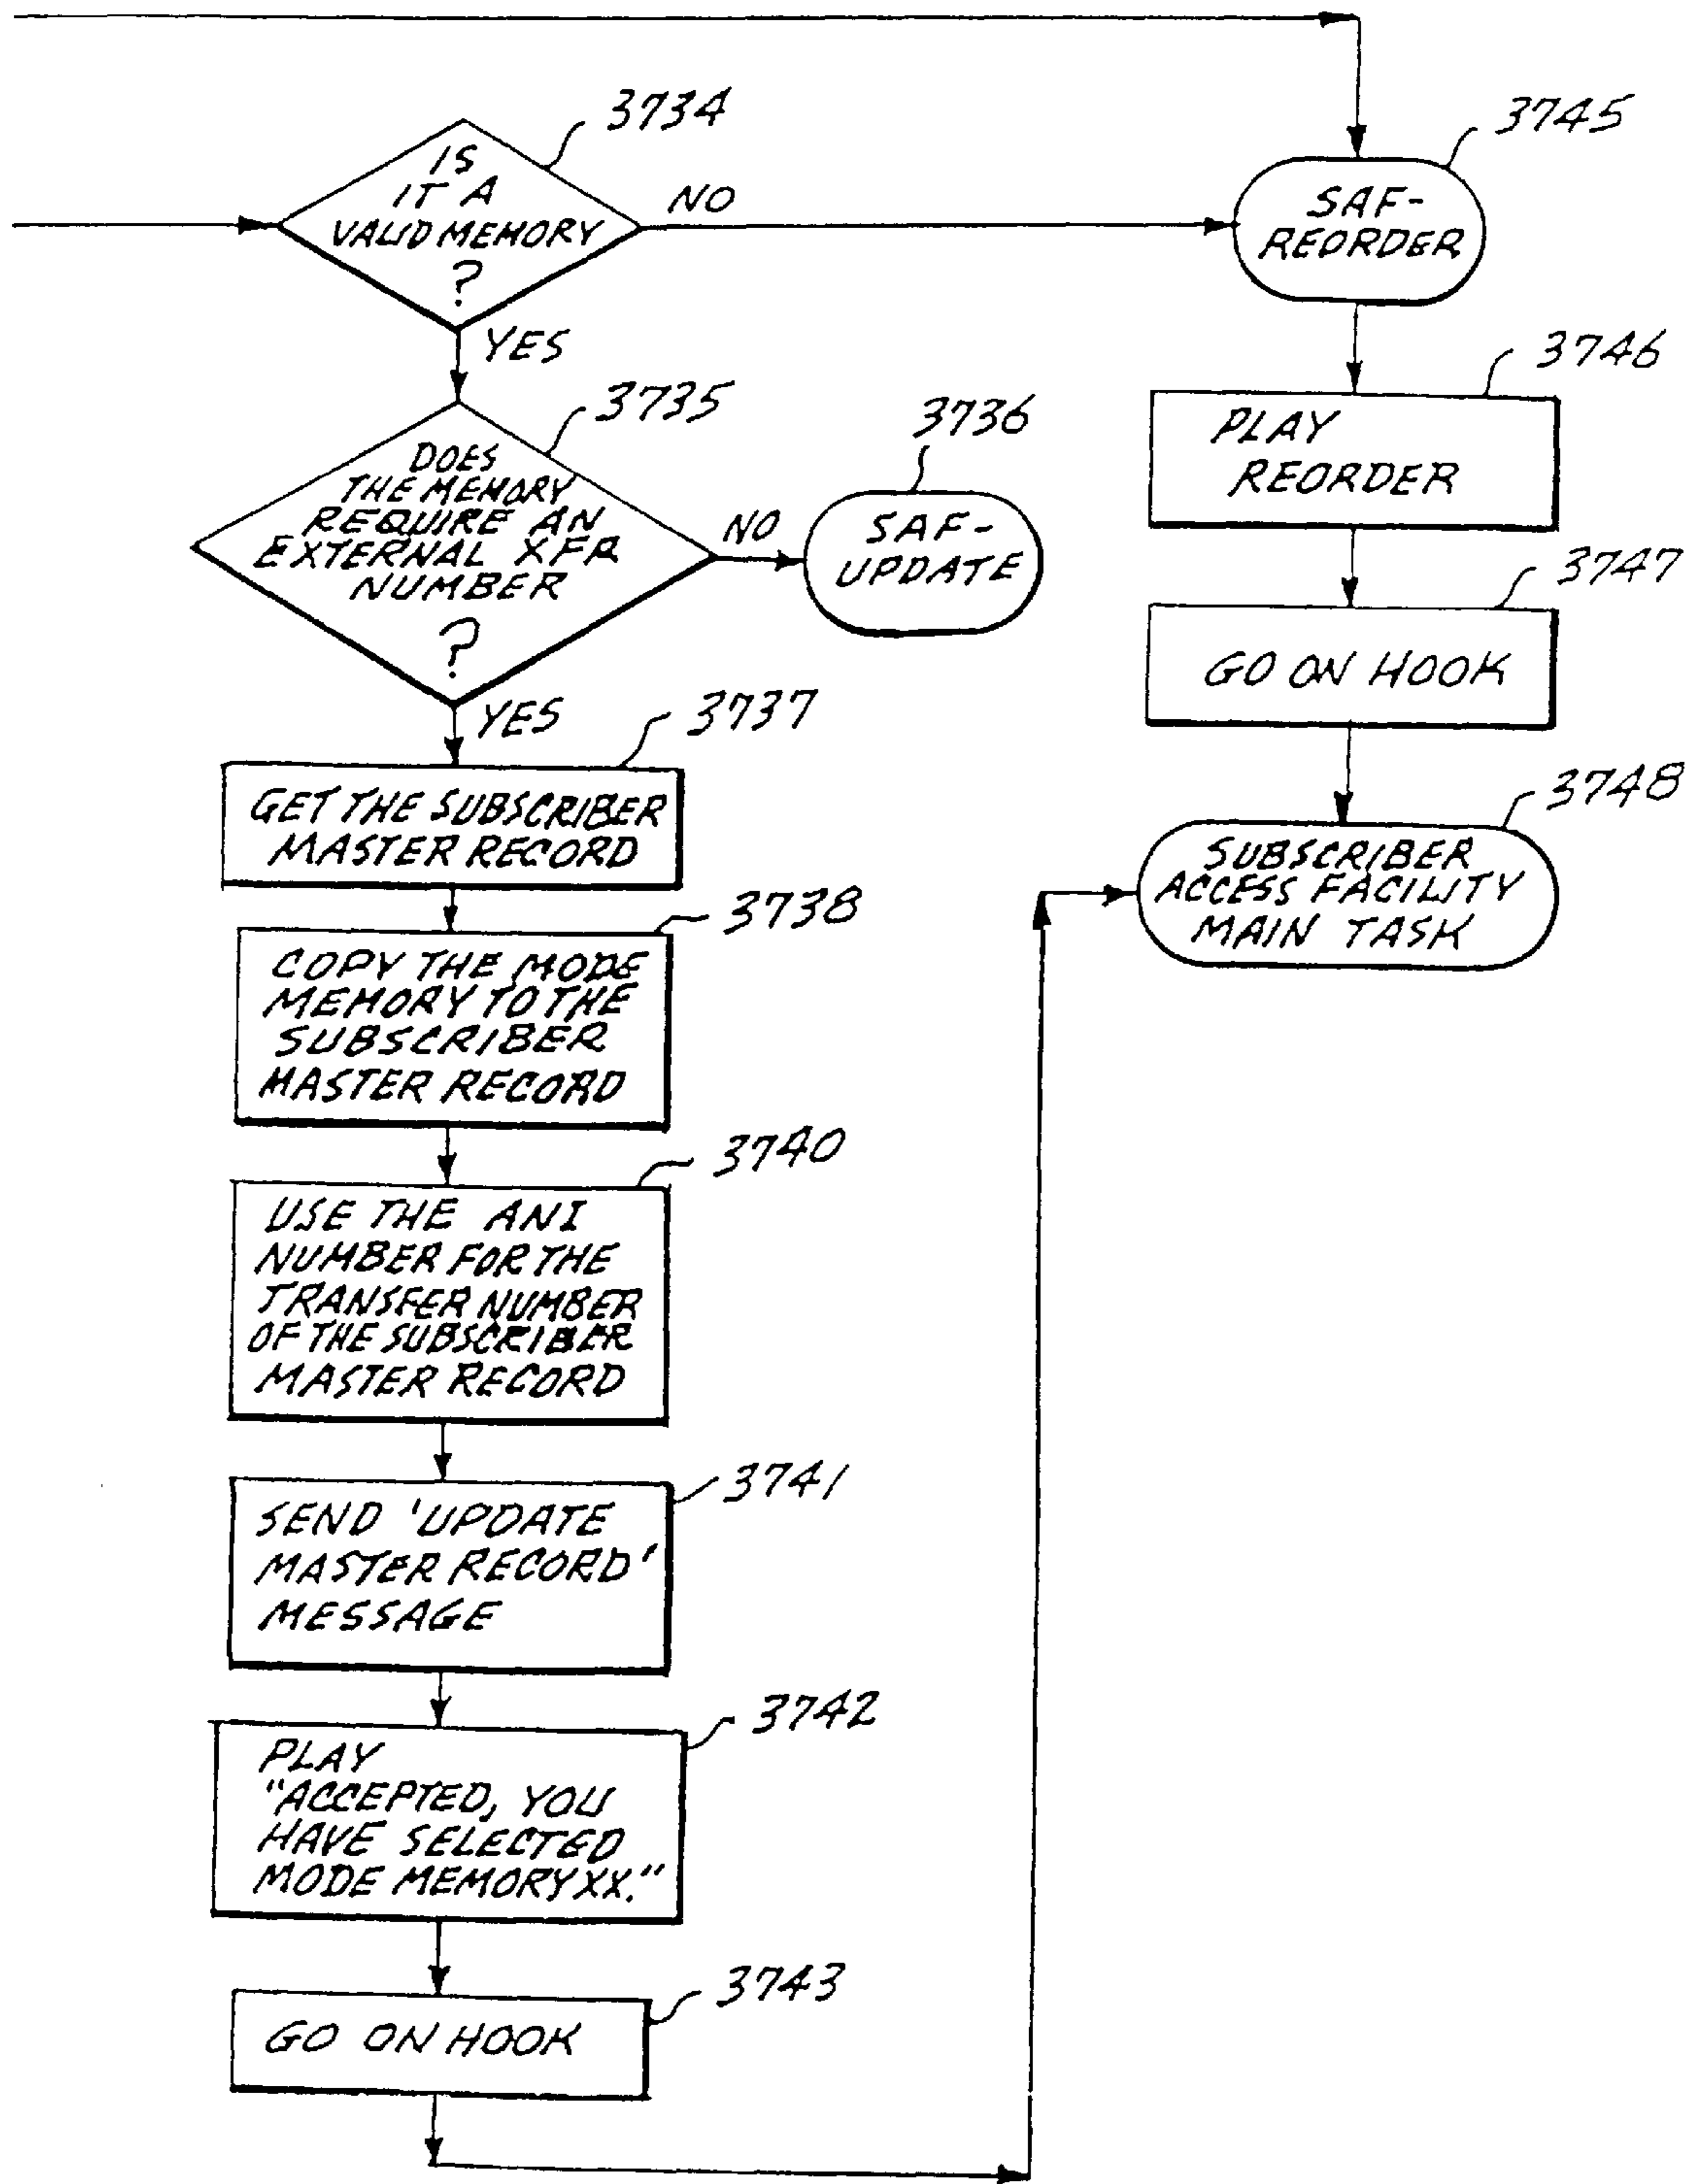 3734
IS
IT A
VALID MEMORY
?
NO
YES
3745
SAF-
REORDER
3746
PLAY
REORDER
3735
DOES
THE MEMORY
REQUIRE AN
EXTERNAL XFR
NUMBER
?
NO
YES
3736
SAF-
UPDATE
3747
GO ON HOOK
3737
GET THE SUBSCRIBER
MASTER RECORD
3748
SUBSCRIBER
ACCESS FACILITY
MAIN TASK
3738
COPY THE MODE
MEMORY TO THE
SUBSCRIBER
MASTER RECORD
3740
USE THE ANI
NUMBER FOR THE
TRANSFER NUMBER
OF THE SUBSCRIBER
MASTER RECORD
3741
SEND 'UPDATE
MASTER RECORD'
MESSAGE
3742
PLAY
"ACCEPTED, YOU
HAVE SELECTED
MODE MEMORY XX."
3743
GO ON HOOK